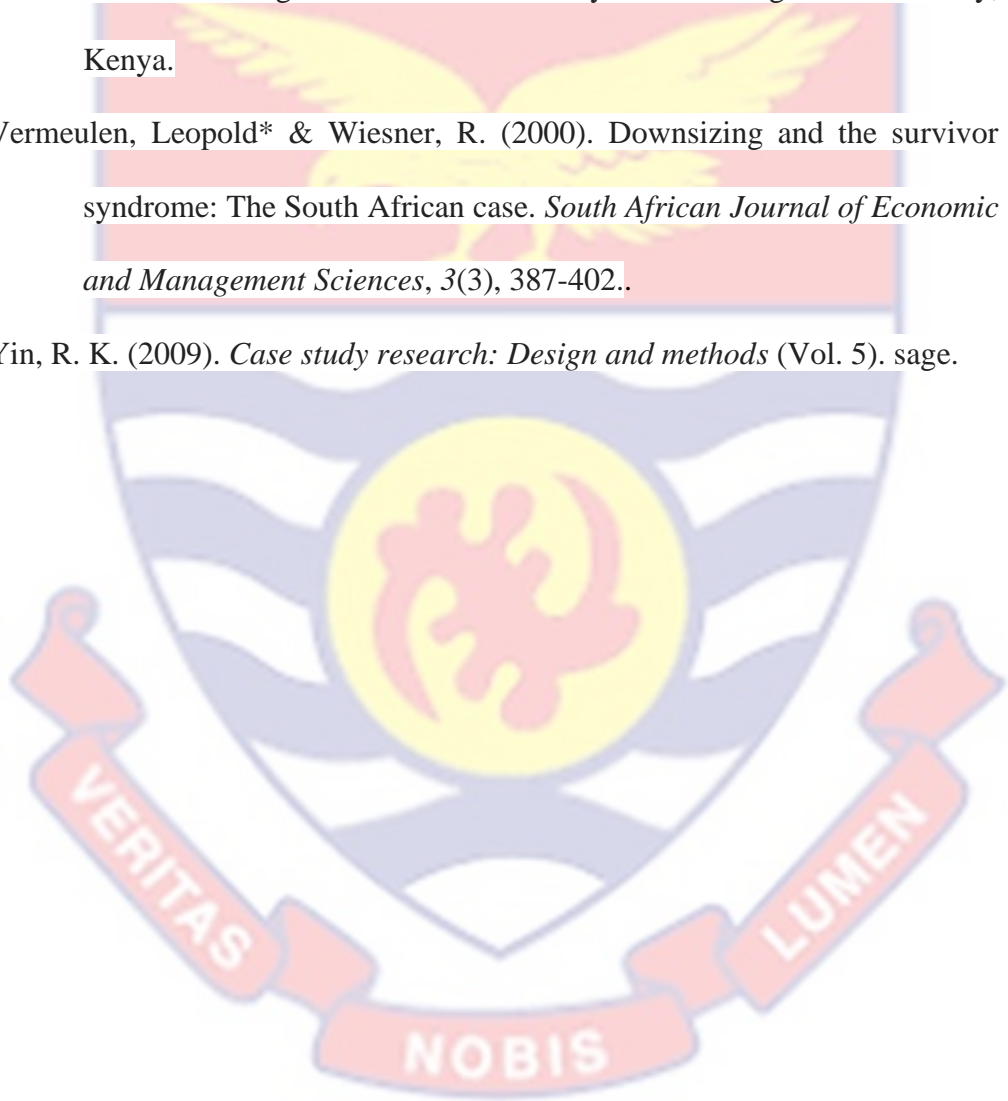 Kenya.
Vermeulen, Leopold* & Wiesner, R. (2000). Downsizing and the survivor
syndrome: The South African case. South African Journal of Economic
and Management Sciences, 3(3), 387-402..
Yin, R. K. (2009). Case study research: Design and methods (Vol. 5). sage.
VERITAS
NOBIS
LUMEN